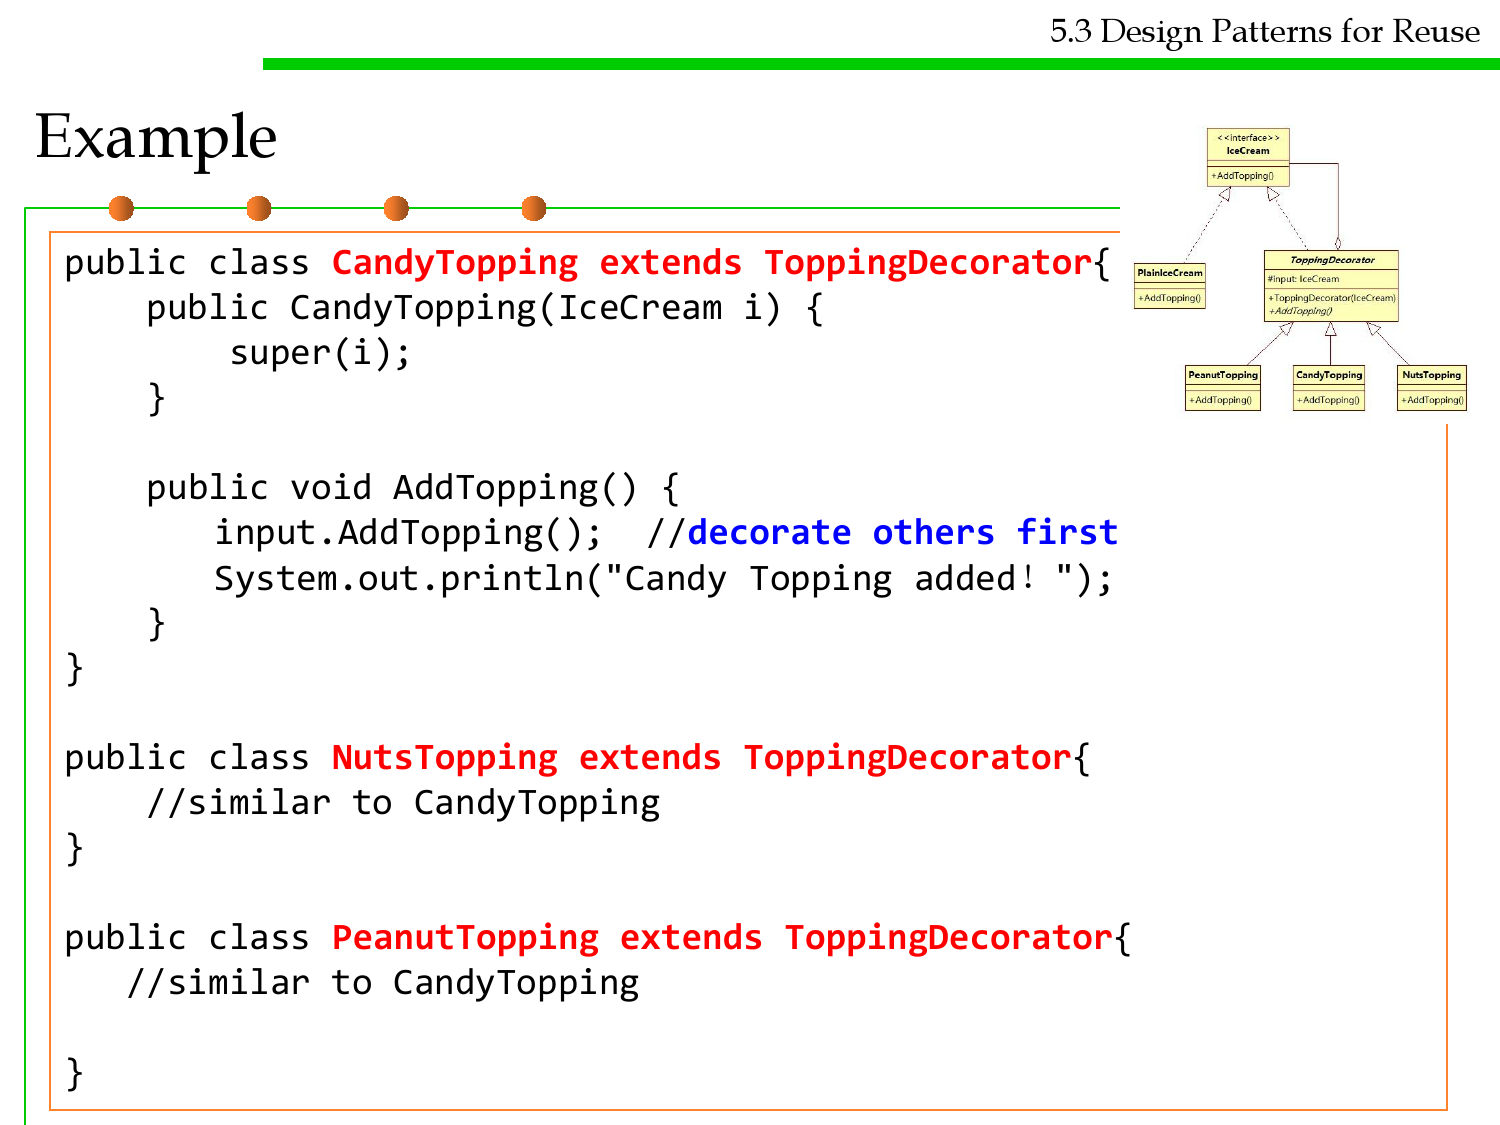 5.3 Design Patterns for Reuse
Example
public class CandyTopping extends ToppingDecorator{
    public CandyTopping(IceCream i) {
        super(i);
    }
    public void AddTopping() {
        input.AddTopping();  //decorate others first
        System.out.println("Candy Topping added！");
    }
}
public class NutsTopping extends ToppingDecorator{
    //similar to CandyTopping
}
public class PeanutTopping extends ToppingDecorator{
   //similar to CandyTopping
}
<<interface>>
IceCream
+AddTopping()
PlainIceCream
+AddTopping()
ToppingDecorator
#input: IceCream
+ToppingDecorator(IceCream)
+AddTopping()
PeanutTopping
+AddTopping()
CandyTopping
+AddTopping()
NutsTopping
+AddTopping()